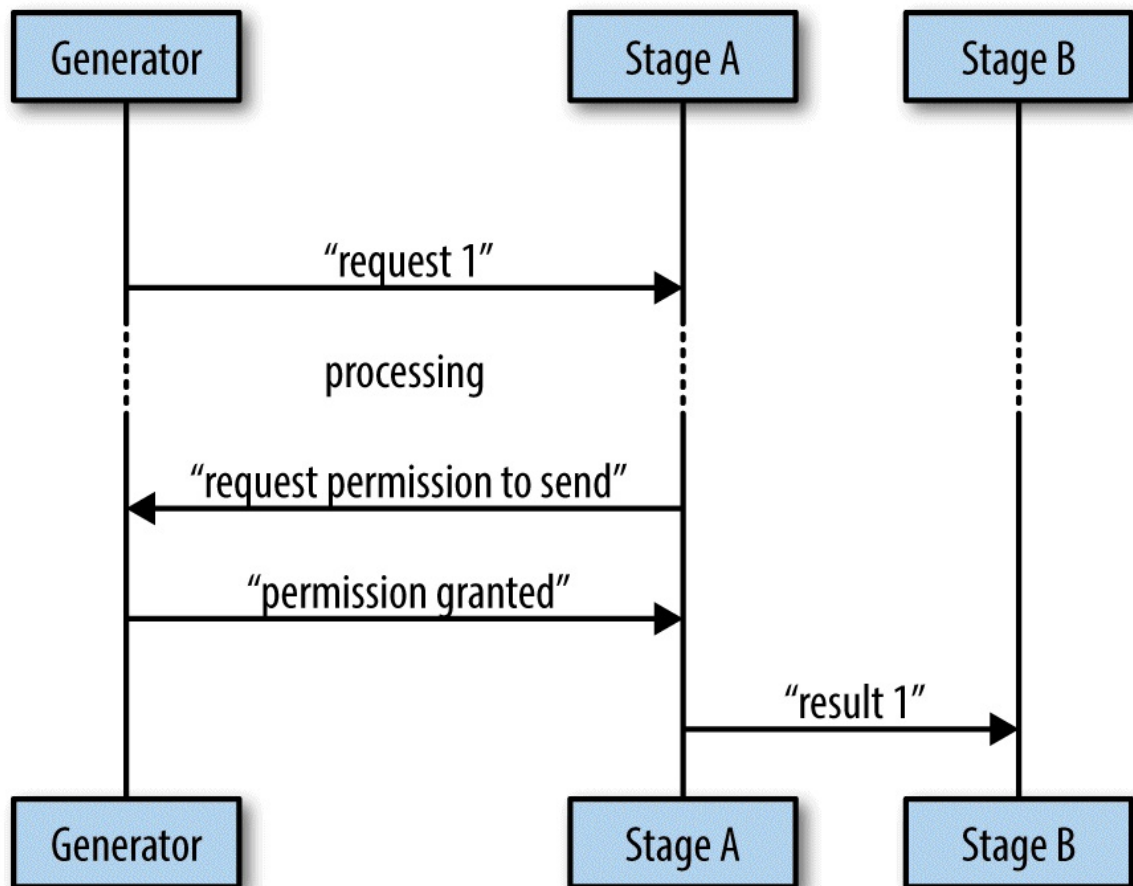 Generator
Stage A
Stage B
“request 1”
processing
“request permission to send”
“permission granted”
“result 1”
Generator
Stage A
Stage B